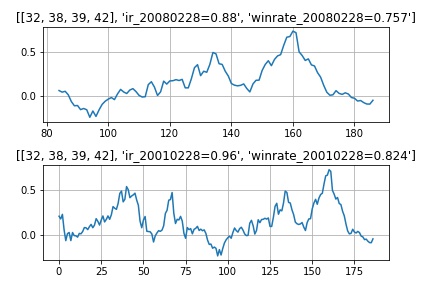 [[32, 38, 39, 42], 'ir_20080228=0.88', 'winrate_20080228=0.757']
0.5
0.0
80 100 120 140 160 180
[[32, 38, 39, 42], 'ir_20010228=0.96', 'winrate_20010228=0.824']
0.5
0.0
0 25 50 75 100 125 150 175